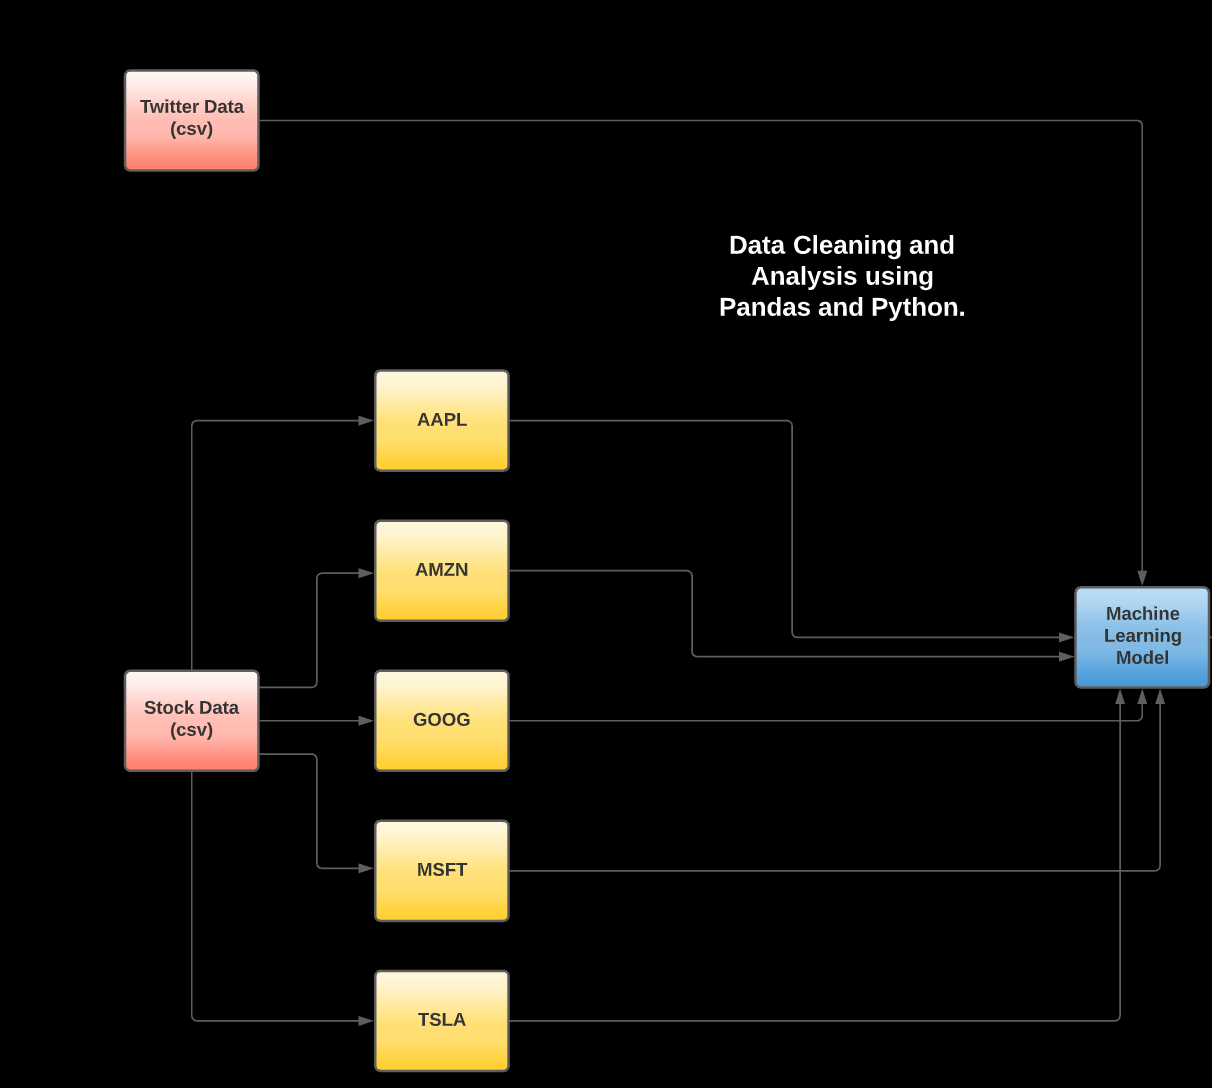 Twitter Data
(csv)
Data Cleaning and
Analysis using
Pandas and Python.
AAPL
AMZN
Machine
Learning
Model
Stock Data
(csv)
GOOG
MSFT
TSLA